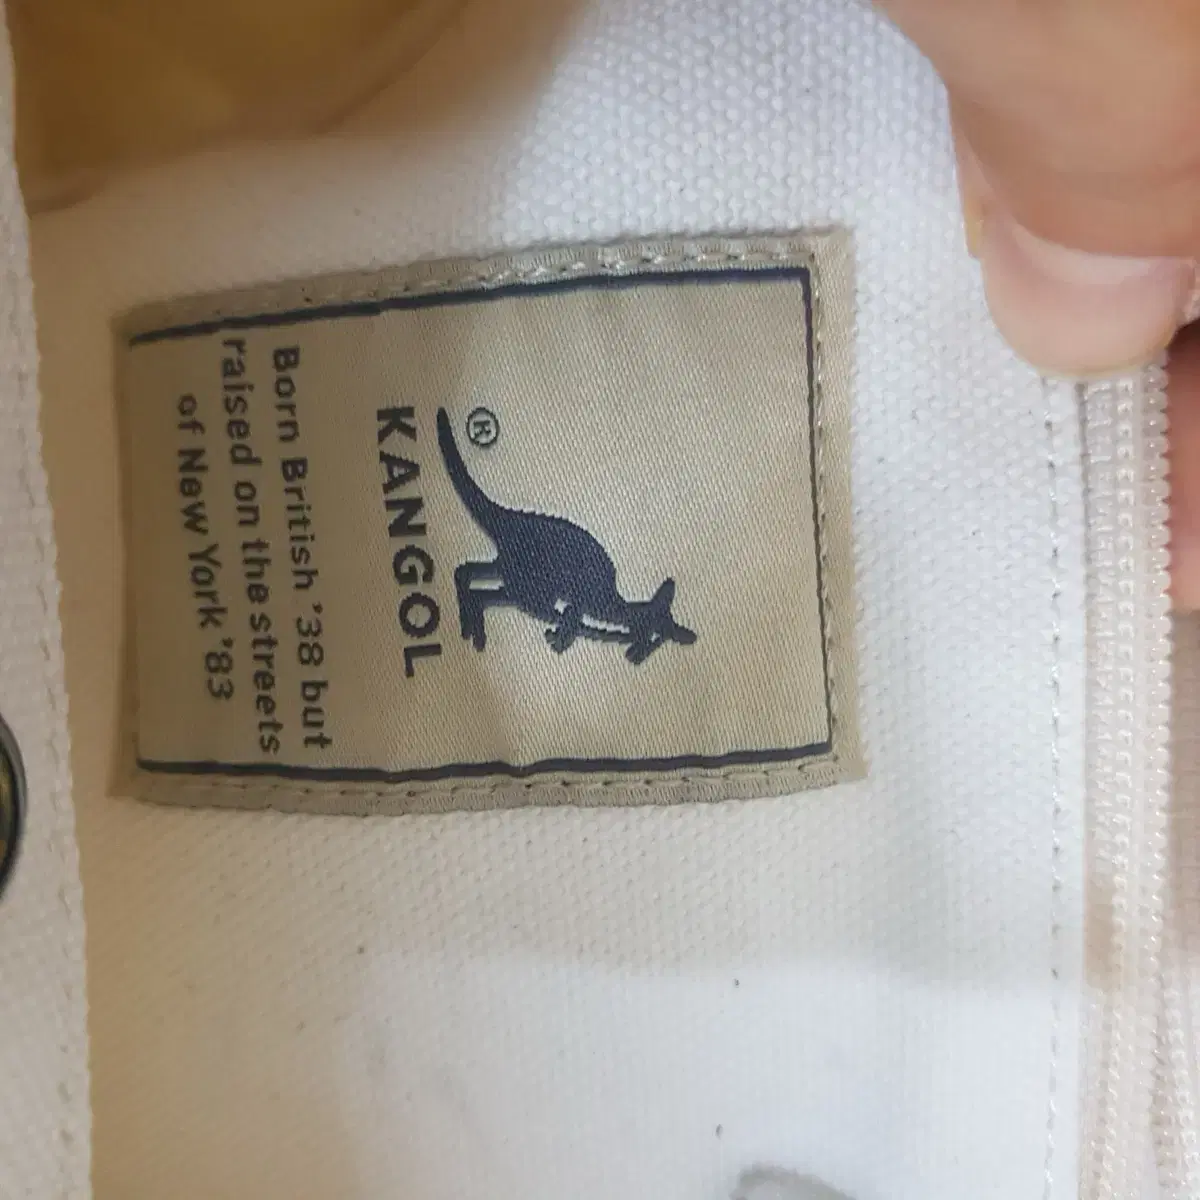 ®
KANGOL
Born British '38 but
raised on the streets
of New York '83